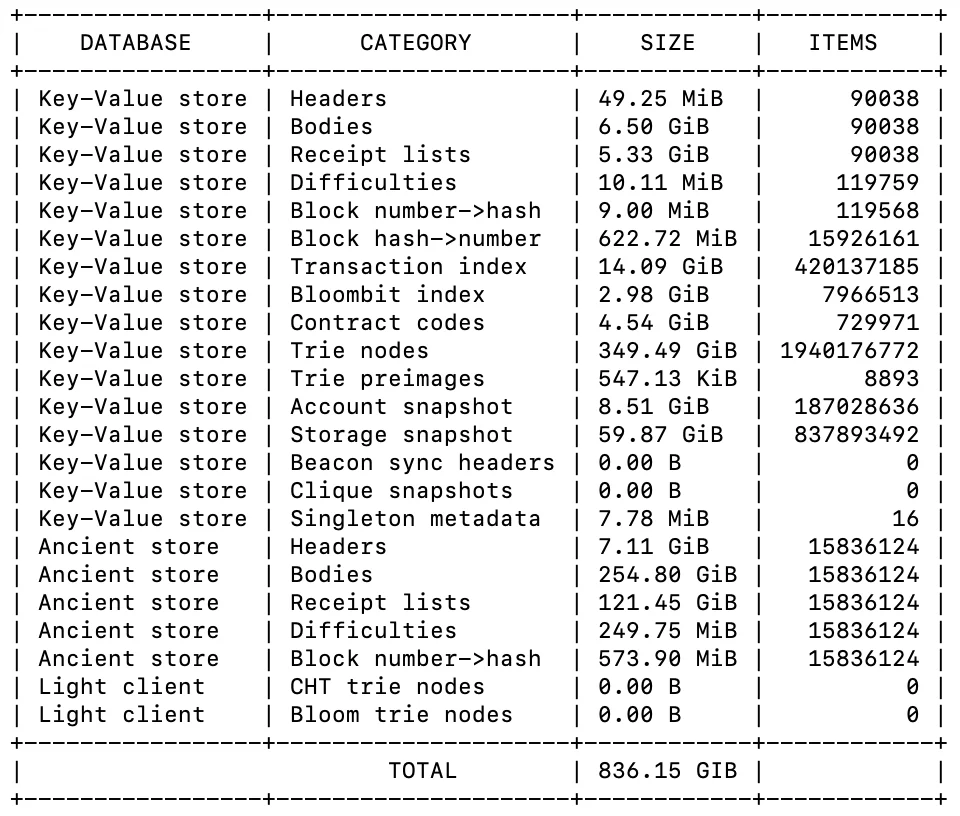 +------------------+----------------------+-------------+-------------+
|     DATABASE     |       CATEGORY       |    SIZE     |    ITEMS    |
+------------------+----------------------+-------------+-------------+
| Key-Value store  | Headers              | 49.25 MiB   |      90038 |
| Key-Value store  | Bodies               | 6.50 GiB    |      90038 |
| Key-Value store  | Receipt lists        | 5.33 GiB    |      90038 |
| Key-Value store  | Difficulties         | 10.11 MiB   |     119759 |
| Key-Value store  | Block number->hash   | 9.00 MiB    |     119568 |
| Key-Value store  | Block hash->number   | 622.72 MiB  |   15926161 |
| Key-Value store  | Transaction index    | 14.09 GiB   |  420137185 |
| Key-Value store  | Bloombit index       | 2.98 GiB    |    7966513 |
| Key-Value store  | Contract codes       | 4.54 GiB    |     729971 |
| Key-Value store  | Trie nodes           | 349.49 GiB  | 1940176772 |
| Key-Value store  | Trie preimages       | 547.13 KiB  |       8893 |
| Key-Value store  | Account snapshot     | 8.51 GiB    |  187028636 |
| Key-Value store  | Storage snapshot     | 59.87 GiB   |  837893492 |
| Key-Value store  | Beacon sync headers  | 0.00 B      |          0 |
| Key-Value store  | Clique snapshots     | 0.00 B      |          0 |
| Key-Value store  | Singleton metadata   | 7.78 MiB    |         16 |
| Ancient store    | Headers              | 7.11 GiB    |   15836124 |
| Ancient store    | Bodies               | 254.80 GiB  |   15836124 |
| Ancient store    | Receipt lists        | 121.45 GiB  |   15836124 |
| Ancient store    | Difficulties         | 249.75 MiB  |   15836124 |
| Ancient store    | Block number->hash   | 573.90 MiB  |   15836124 |
| Light client     | CHT trie nodes       | 0.00 B      |          0 |
| Light client     | Bloom trie nodes     | 0.00 B      |          0 |
+------------------+----------------------+-------------+-------------+
|                          TOTAL          | 836.15 GIB  |             |
+------------------+----------------------+-------------+-------------+